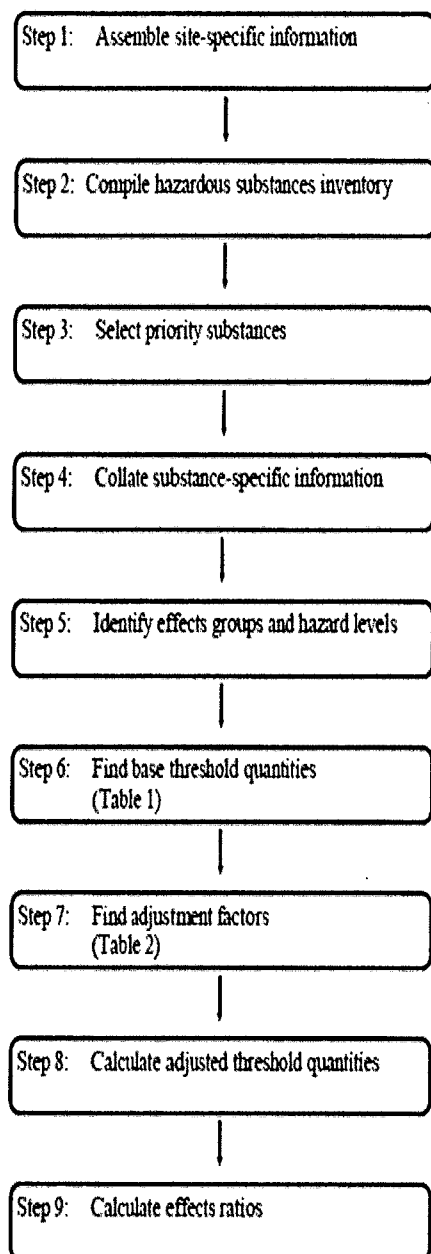 Step 1: Assemble site-specific information
Step 2: Compile hazardous substances inventory
Step 3: Select priority substances
Step 4: Collate substance-specific information
Step 5: Identify effects groups and hazard levels
Step 6: Find base threshold quantities
(Table 1)
Step 7: Find adjustment factors
(Table 2)
Step 8: Calculate adjusted threshold quantities
Step 9: Calculate effects ratios